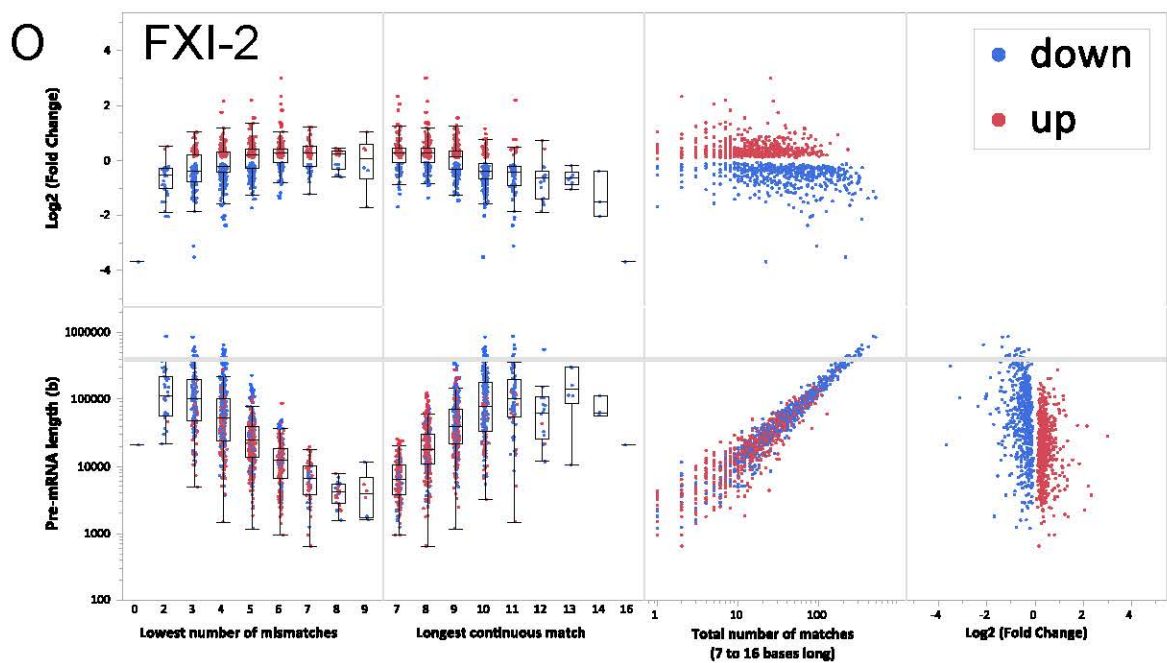 O
FXI-2
down
up
Log2 (Fold Change)
4
2
0
-2
-4
Pre-mRNA length (b)
1000000
100000
10000
1000
100
0 2 3 4 5 6 7 8 9
7 8 9 10 11 12 13 14 16
1 10 100
-4 -2 0 2 4
Lowest number of mismatches
Longest continuous match
Total number of matches
(7 to 16 bases long)
Log2 (Fold Change)